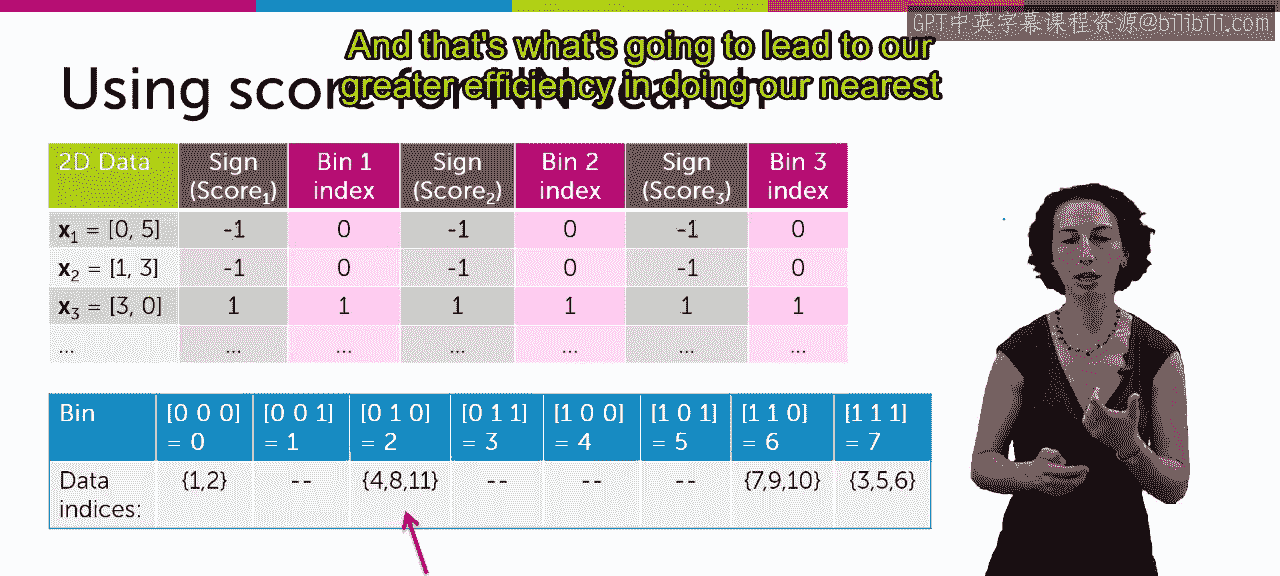 GPT中英字幕课程资源@bilibili.com
And that's what's going to lead to our
greater efficiency in doing our nearest
Using score for NN search
2D Data Sign (Score1) Bin 1 index Sign (Score2) Bin 2 index Sign (Score3) Bin 3 index
x1 = [0, 5] -1 0 -1 0 -1 0
x2 = [1, 3] -1 0 -1 0 -1 0
x3 = [3, 0] 1 1 1 1 1 1
... ... ... ... ... ... ...
Bin [0 0 0] = 0 [0 0 1] = 1 [0 1 0] = 2 [0 1 1] = 3 [1 0 0] = 4 [1 0 1] = 5 [1 1 0] = 6 [1 1 1] = 7
Data indices: {1,2} -- {4,8,11} -- -- -- {7,9,10} {3,5,6}